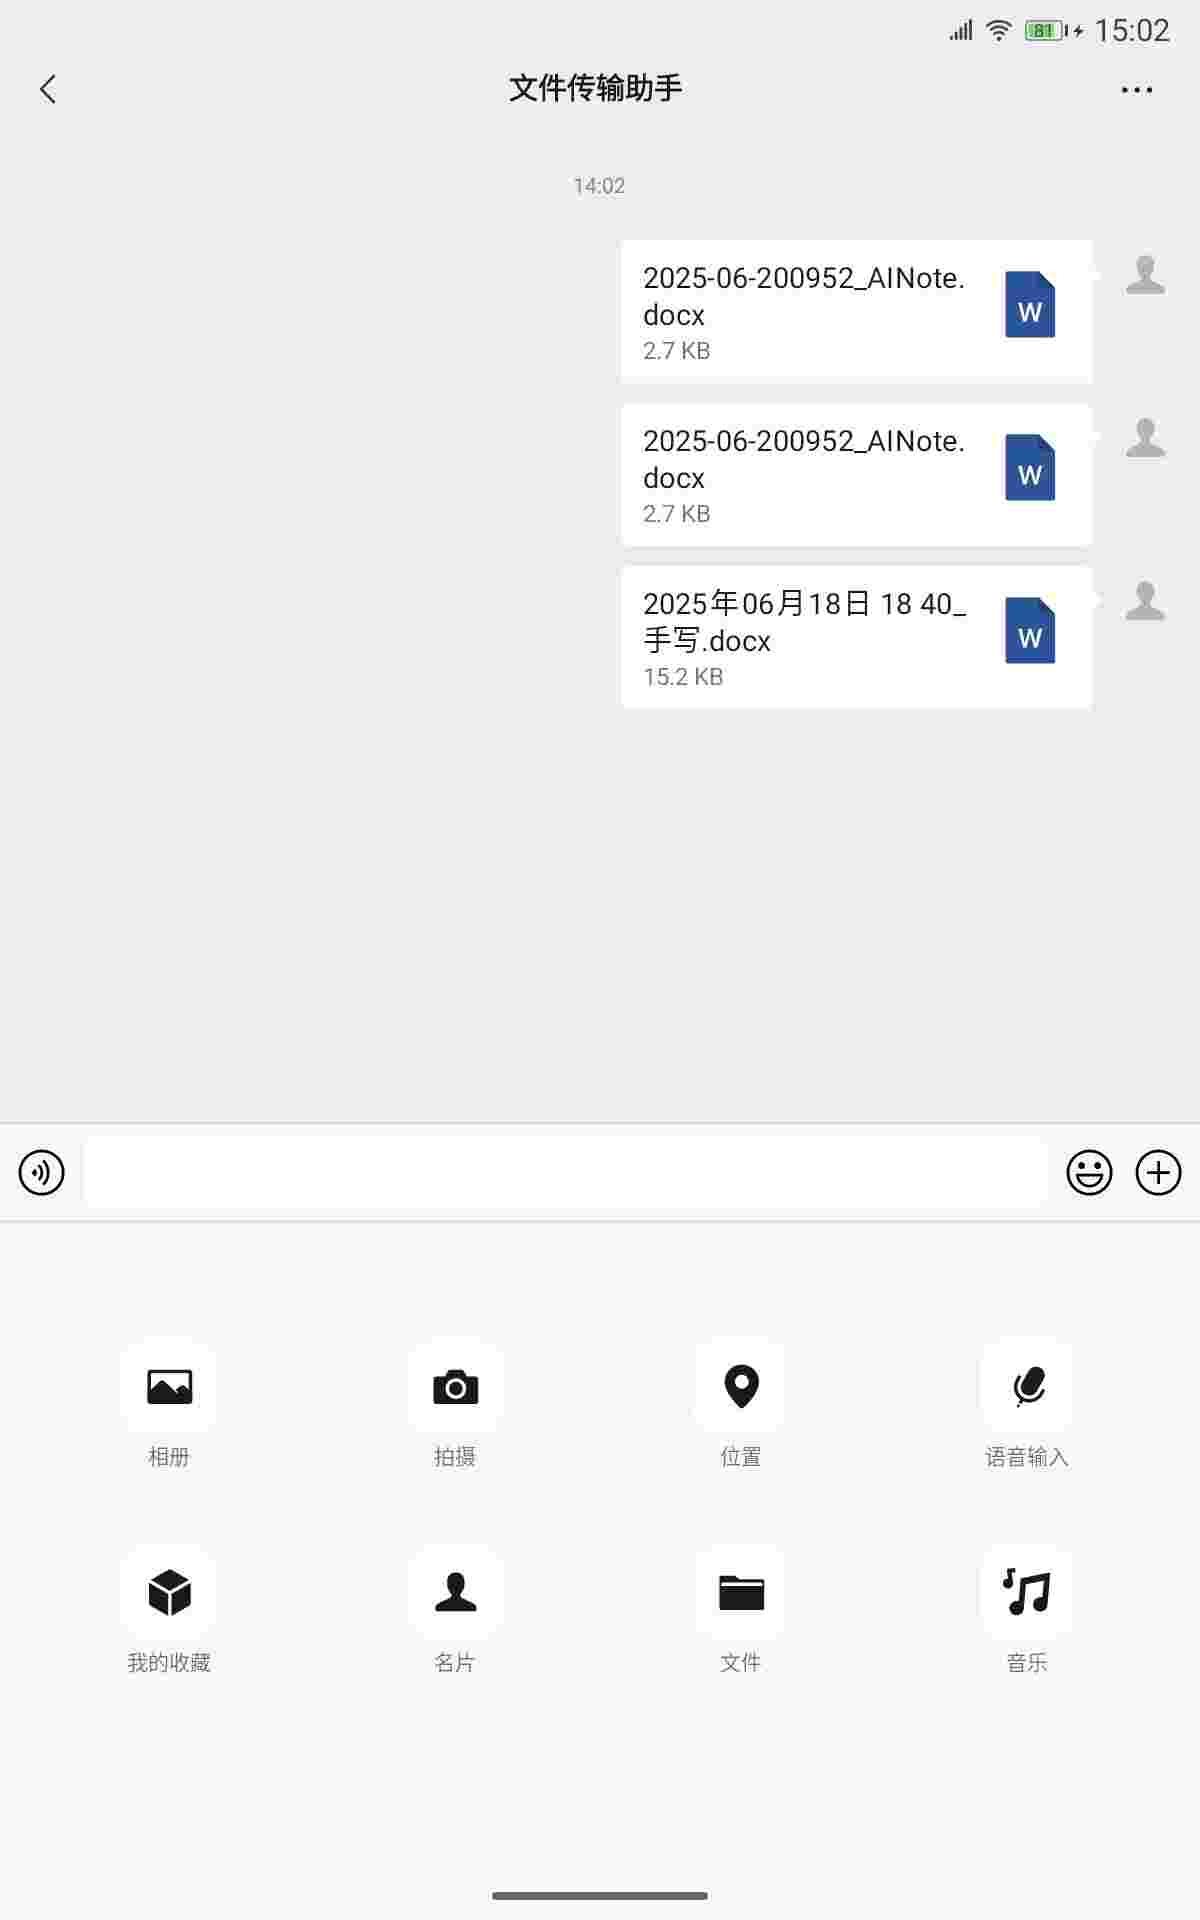 81 15:02
文件传输助手
14:02
2025-06-200952_AINote.
docx
2.7 KB
W
2025-06-200952_AINote.
docx
2.7 KB
W
2025年06月18日 18 40_
手写.docx
15.2 KB
W
相册 拍摄 位置 语音输入
我的收藏 名片 文件 音乐